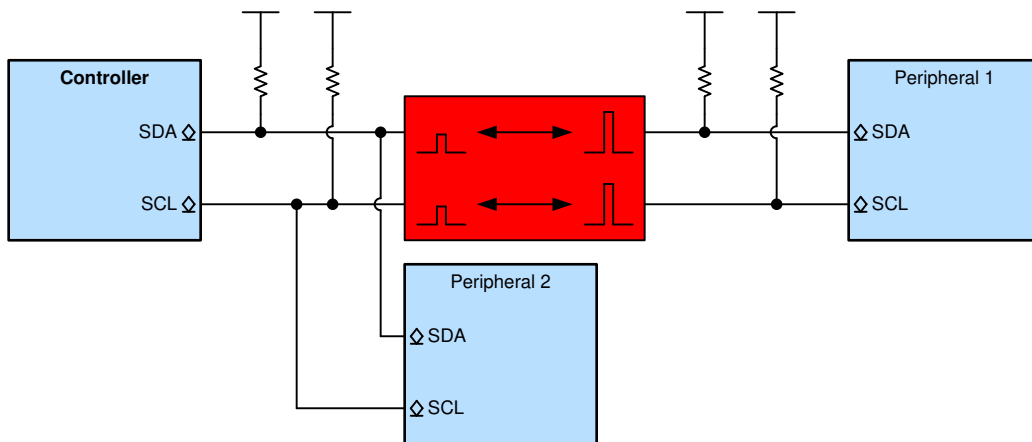 Controller
SDA
SCL
Peripheral 1
SDA
SCL
Peripheral 2
SDA
SCL